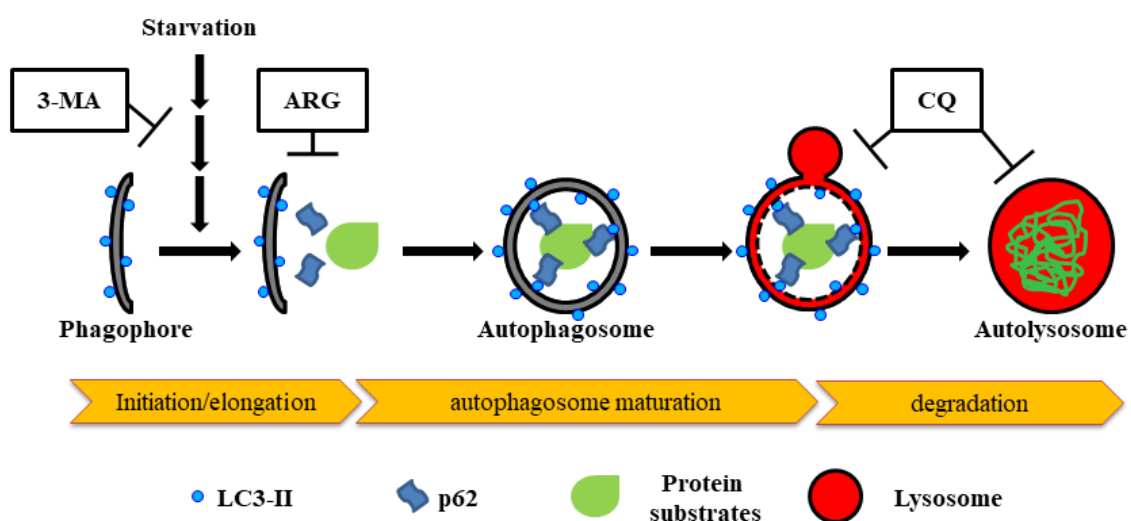 Starvation
3-MA
ARG
CQ
Phagophore
Autophagosome
Autolysosome
Initiation/elongation
autophagosome maturation
degradation
LC3-II
p62
Protein
substrates
Lysosome